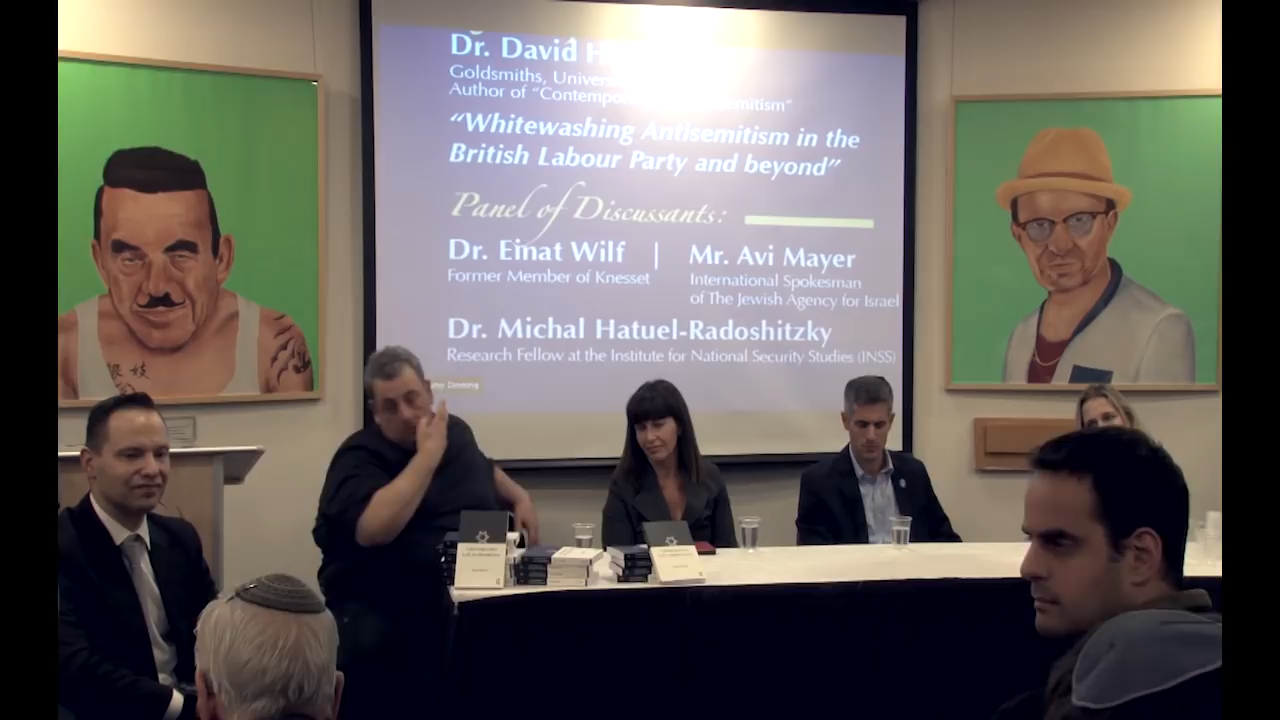 Dr. David H
Goldsmiths, Univers
Author of "Contempor emitism"
"Whitewashing Antisemitism in the
British Labour Party and beyond"
Panel of Discussants:
Dr. Einat Wilf | Mr. Avi Mayer
Former Member of Knesset
International Spokesman
of The Jewish Agency for Israel
Dr. Michal Hatuel-Radoshitzky
Research Fellow at the Institute for National Security Studies (INSS)